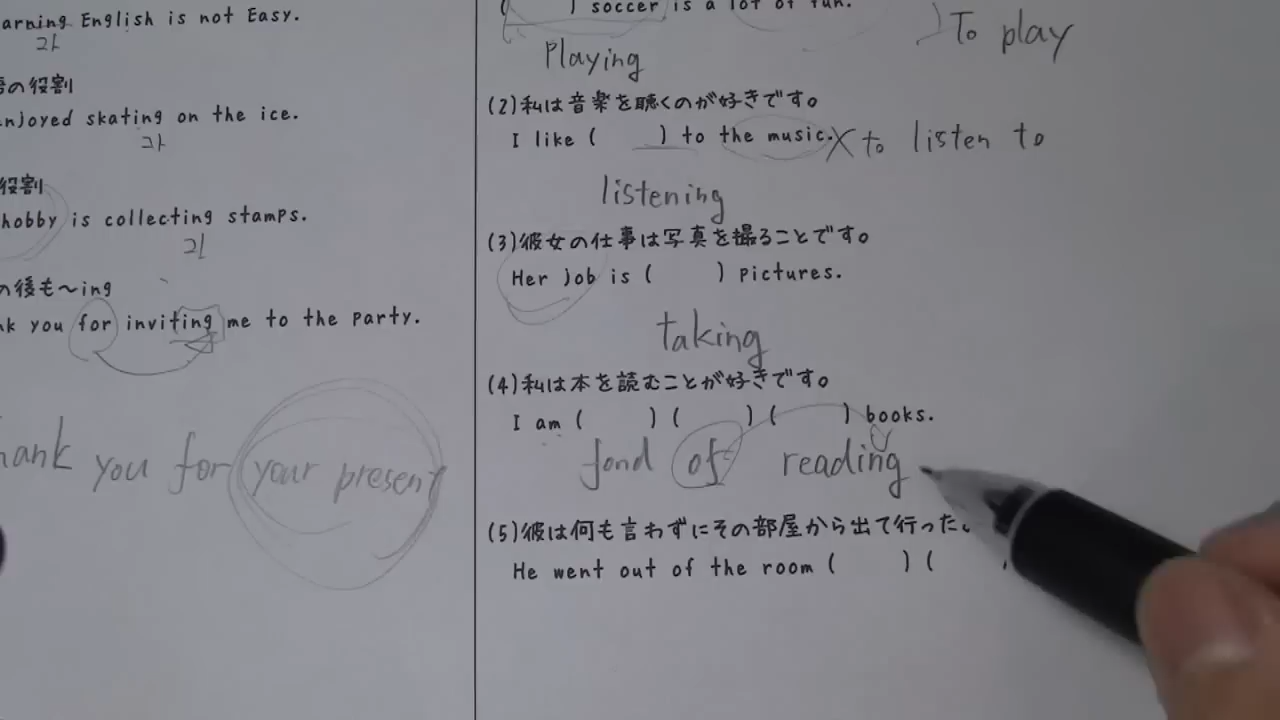 arning English is not Easy.
の役割
njoyed skating on the ice.
役割
hobby is collecting stamps.
の後も～ing
nk you for inviting me to the party.
hank you for your present
( ) soccer is a lot of fun.
Playing
To play
(2)私は音楽を聴くのが好きです。
I like ( ) to the music.
X to listen to
listening
(3)彼女の仕事は写真を撮ることです。
Her job is ( ) pictures.
taking
(4)私は本を読むことが好きです。
I am ( ) ( ) ( ) books.
fond of reading
(5)彼は何も言わずにその部屋から出て行った。
He went out of the room ( ) (